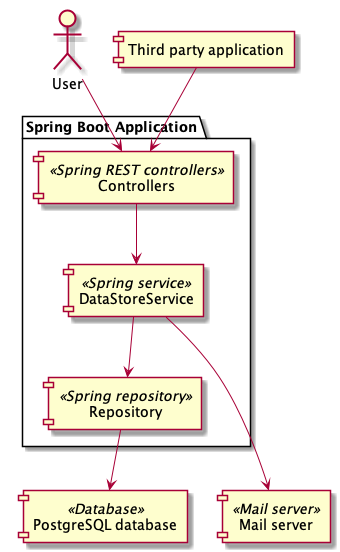 User
Third party application
Spring Boot Application
«Spring REST controllers»
Controllers
«Spring service»
DataStoreService
«Spring repository»
Repository
«Database»
PostgreSQL database
«Mail server»
Mail server